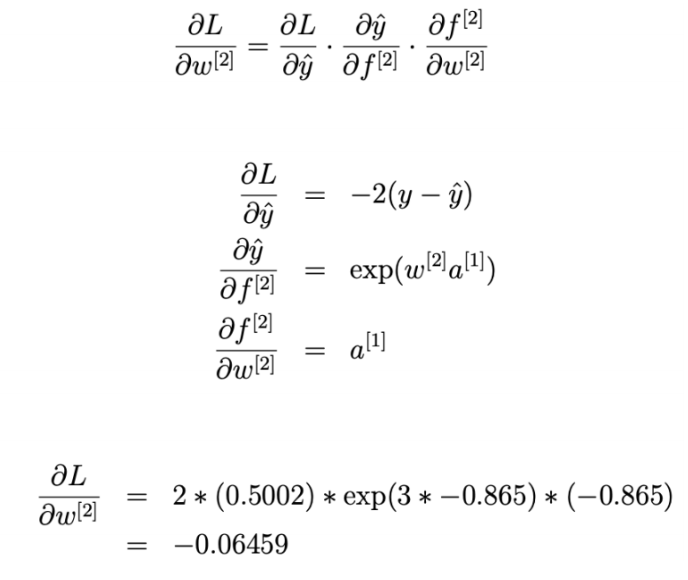 ∂L/∂w^[2] = ∂L/∂ŷ · ∂ŷ/∂f^[2] · ∂f^[2]/∂w^[2]
∂L/∂ŷ = −2(y − ŷ)
∂ŷ/∂f^[2] = exp(w^[2]a^[1])
∂f^[2]/∂w^[2] = a^[1]
∂L/∂w^[2] = 2 * (0.5002) * exp(3 * −0.865) * (−0.865)
= −0.06459